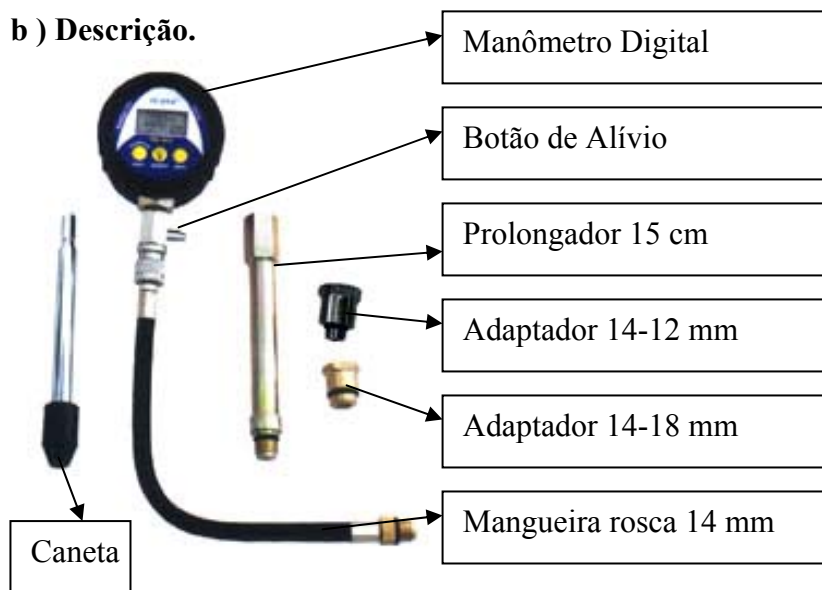 b ) Descrição.
Manômetro Digital
Botão de Alívio
Prolongador 15 cm
Adaptador 14-12 mm
Adaptador 14-18 mm
Mangueira rosca 14 mm
Caneta